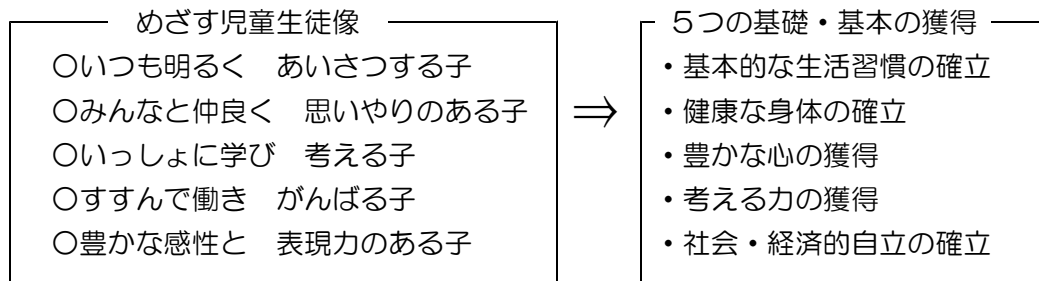 めざす児童生徒像
○いつも明るく　あいさつする子
○みんなと仲良く　思いやりのある子
○いっしょに学び　考える子
○すすんで働き　がんばる子
○豊かな感性と　表現力のある子
⇒
５つの基礎・基本の獲得
・基本的な生活習慣の確立
・健康な身体の確立
・豊かな心の獲得
・考える力の獲得
・社会・経済的自立の確立